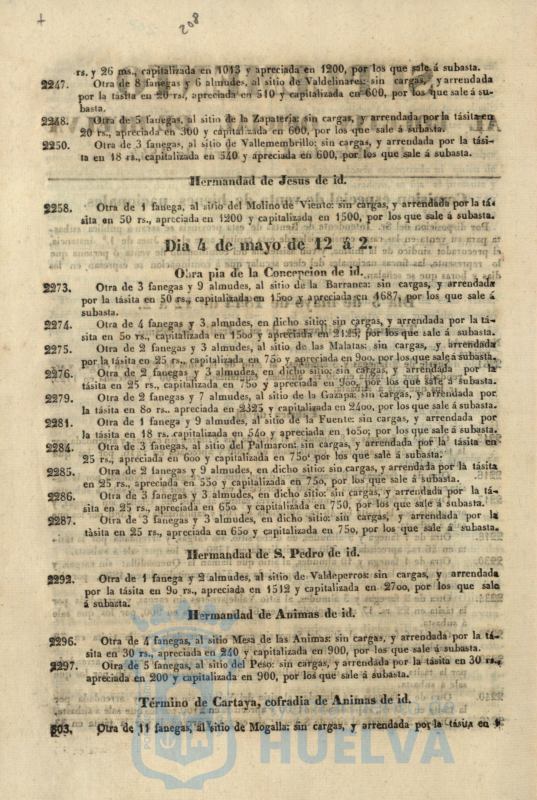 208
rs. y 26 ms., capitalizada en 1013 y apreciada en 1200, por los que sale á subasta.
2247. Otra de 8 fanegas y 6 almudes, al sitio de Valdelinares: sin cargas, y arrendada
por la tásita en 20 rs., apreciada en 510 y capitalizada en 600, por los que sale á su-
basta.
2248. Otra de 5 fanegas, al sitio de la Zapateria: sin cargas, y arrendada por la tásita en
20 rs., apreciada en 300 y capitalizada en 600, por los que sale á subasta.
2250. Otra de 3 fanegas, al sitio de Vallemembrillo: sin cargas, y arrendada por la tási-
ta en 18 rs., capitalizada en 540 y apreciada en 600, por los que sale á subasta.
Hermandad de Jesus de id.
2258. Otra de 1 fanega, al sitio del Molino de Viento: sin cargas, y arrendada por la tá-
sita en 50 rs., apreciada en 1200 y capitalizada en 1500, por los que sale á subasta.
Dia 4 de mayo de 12 á 2.
Obra pia de la Concepcion de id.
2273. Otra de 3 fanegas y 9 almudes, al sitio de la Barranca: sin cargas, y arrendada
por la tásita en 50 rs., capitalizada en 1500 y apreciada en 1687, por los que sale á
subasta.
2274. Otra de 4 fanegas y 3 almudes, en dicho sitio: sin cargas, y arrendada por la tá-
sita en 50 rs., capitalizada en 1500 y apreciada en 2125, por los que sale á subasta.
2275. Otra de 2 fanegas y 3 almudes, al sitio de las Malatas: sin cargas, y arrendada
por la tásita en 25 rs., capitalizada en 750 y apreciada en 900, por los que sale á subasta.
2276. Otra de 2 fanegas y 3 almudes, en dicho sitio: sin cargas, y arrendada por la
tásita en 25 rs., capitalizada en 750 y apreciada en 900, por los que sale á subasta.
2279. Otra de 2 fanegas y 7 almudes, al sitio de la Gazapa: sin cargas, y arrendada por
la tásita en 80 rs., apreciada en 2325 y capitalizada en 2400, por los que sale á subasta.
2281. Otra de 1 fanega y 9 almudes, al sitio de la Fuente: sin cargas, y arrendada por
la tásita en 18 rs. capitalizada en 540 y apreciada en 1050, por los que sale á subasta.
2284. Otra de 3 fanegas, al sitio del Palmaron: sin cargas, y arrendada por la tásita en
25 rs., apreciada en 600 y capitalizada en 750, por los que sale á subasta.
2285. Otra de 2 fanegas y 9 almudes, en dicho sitio: sin cargas, y arrendada por la tásita
en 25 rs., apreciada en 550 y capitalizada en 750, por los que sale á subasta.
2286. Otra de 3 fanegas y 3 almudes, en dicho sitio: sin cargas, y arrendada por la tá-
sita en 25 rs., apreciada en 650 y capitalizada en 750, por los que sale á subasta.
2287. Otra de 3 fanegas y 3 almudes, en dicho sitio: sin cargas, y arrendada por la
tàsita en 25 rs., apreciada en 650 y capitalizada en 750, por los que sale á subasta.
Hermandad de S. Pedro de id.
2292. Otra de 1 fanega y 2 almudes, al sitio de Valdeperros: sin cargas, y arrendada
por la tásita en 90 rs., apreciada en 1512 y capitalizada en 2700, por los que sale
á subasta.
Hermandad de Animas de id.
2296. Otra de 4 fanegas, al sitio Mesa de las Animas: sin cargas, y arrendada por la tá-
sita en 30 rs., apreciada en 240 y capitalizada en 900, por los que sale á subasta.
2297. Otra de 5 fanegas, al sitio del Peso: sin cargas, y arrendada por la tásita en 30 rs.,
apreciada en 200 y capitalizada en 900, por los que sale á subasta.
Término de Cartaya, cofradia de Animas de id.
803. Otra de 11 fanegas, al sitio de Mogalla: sin cargas, y arrendada por la tásita en
HUELVA